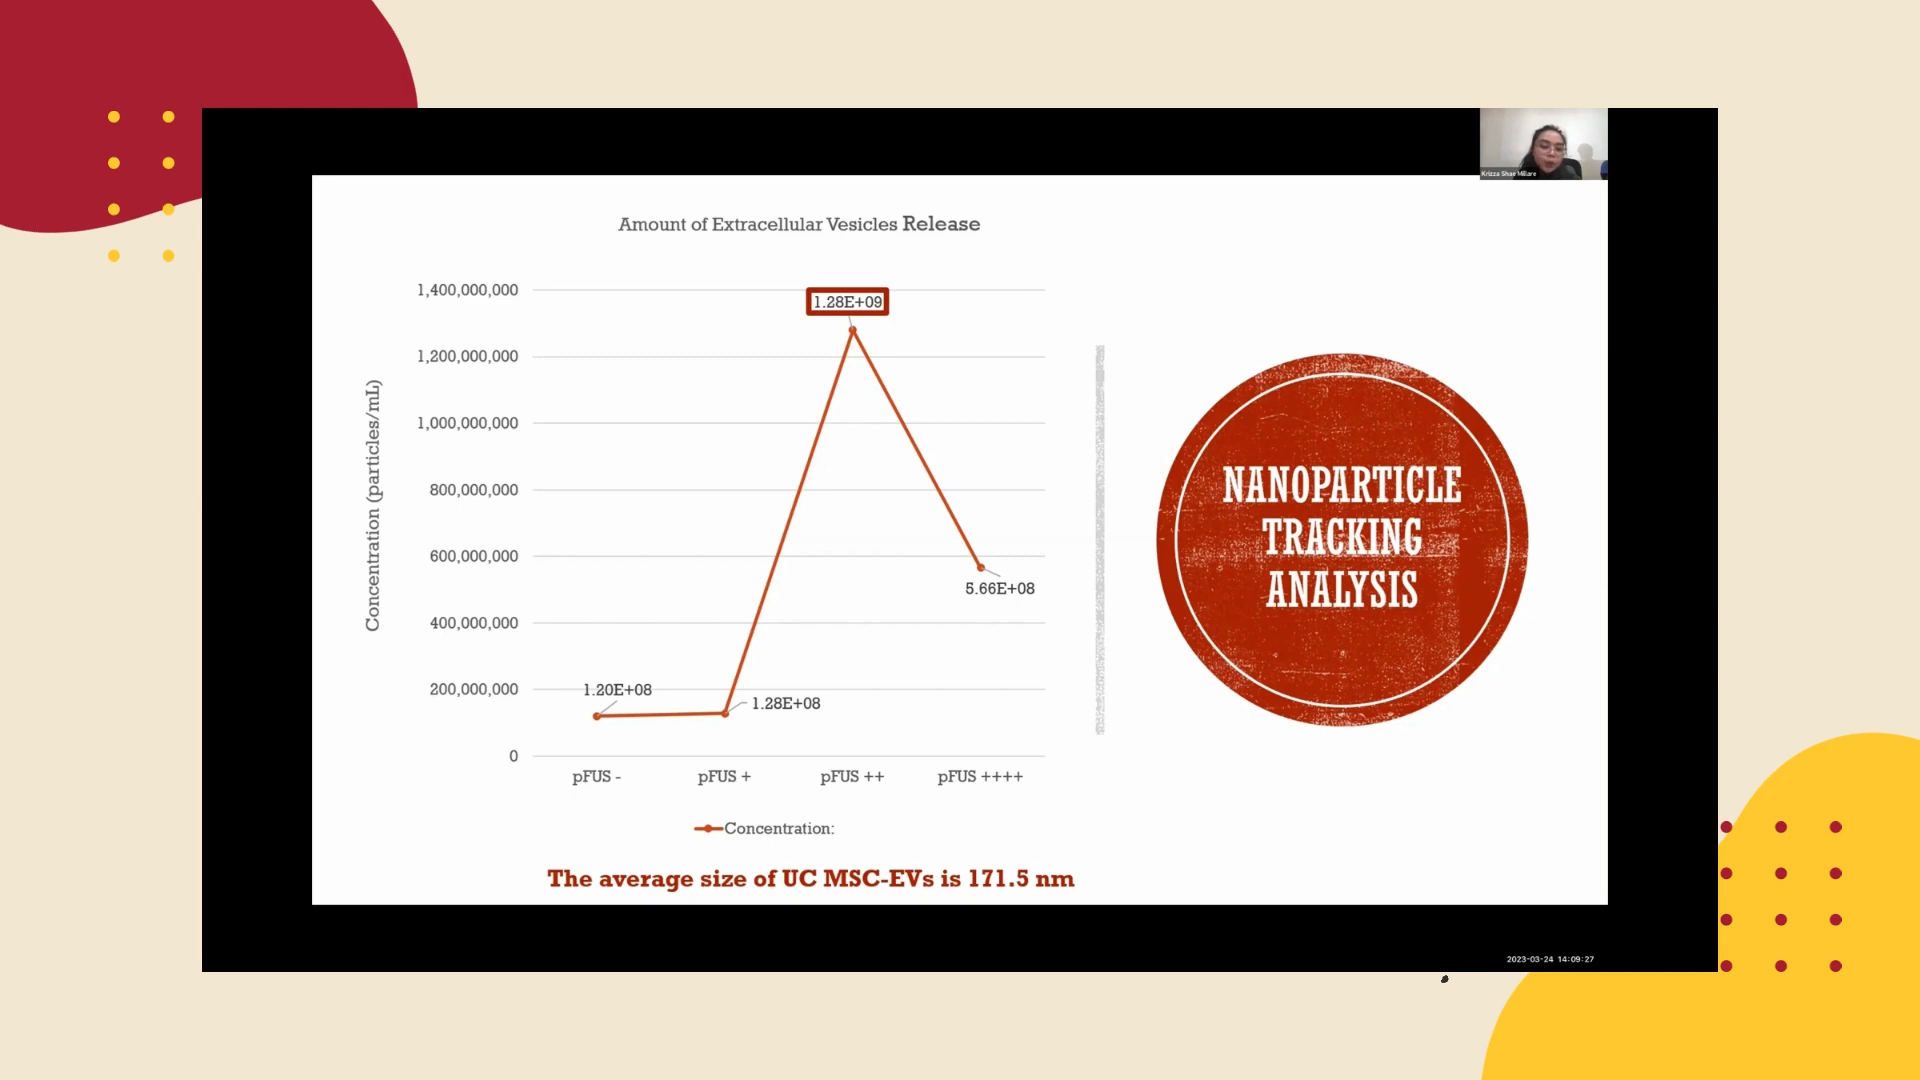 Krizza Shae Millare
Amount of Extracellular Vesicles Release
Concentration (particles/mL)
1,400,000,000
1,200,000,000
1,000,000,000
800,000,000
600,000,000
400,000,000
200,000,000
0
1.20E+08
1.28E+08
1.28E+09
5.66E+08
pFUS -
pFUS +
pFUS ++
pFUS ++++
Concentration:
The average size of UC MSC-EVs is 171.5 nm
NANOPARTICLE
TRACKING
ANALYSIS
2023-03-24 14:09:27